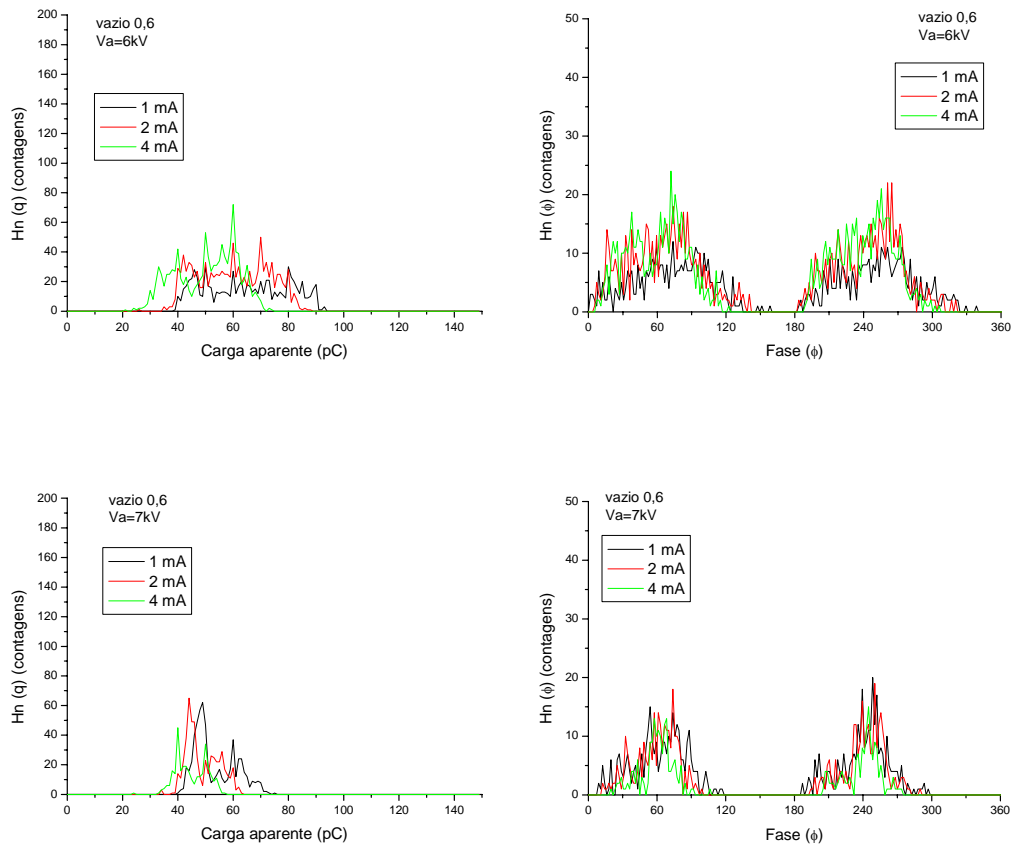 vazio 0,6
Va=6kV
1 mA
2 mA
4 mA
Hn (q) (contagens)
200
180
160
140
120
100
80
60
40
20
0
0 20 40 60 80 100 120 140
Carga aparente (pC)
vazio 0,6
Va=6kV
1 mA
2 mA
4 mA
Hn (ϕ) (contagens)
50
40
30
20
10
0
0 60 120 180 240 300 360
Fase (ϕ)
vazio 0,6
Va=7kV
1 mA
2 mA
4 mA
Hn (q) (contagens)
200
180
160
140
120
100
80
60
40
20
0
0 20 40 60 80 100 120 140
Carga aparente (pC)
vazio 0,6
Va=7kV
1 mA
2 mA
4 mA
Hn (ϕ) (contagens)
50
40
30
20
10
0
0 60 120 180 240 300 360
Fase (ϕ)